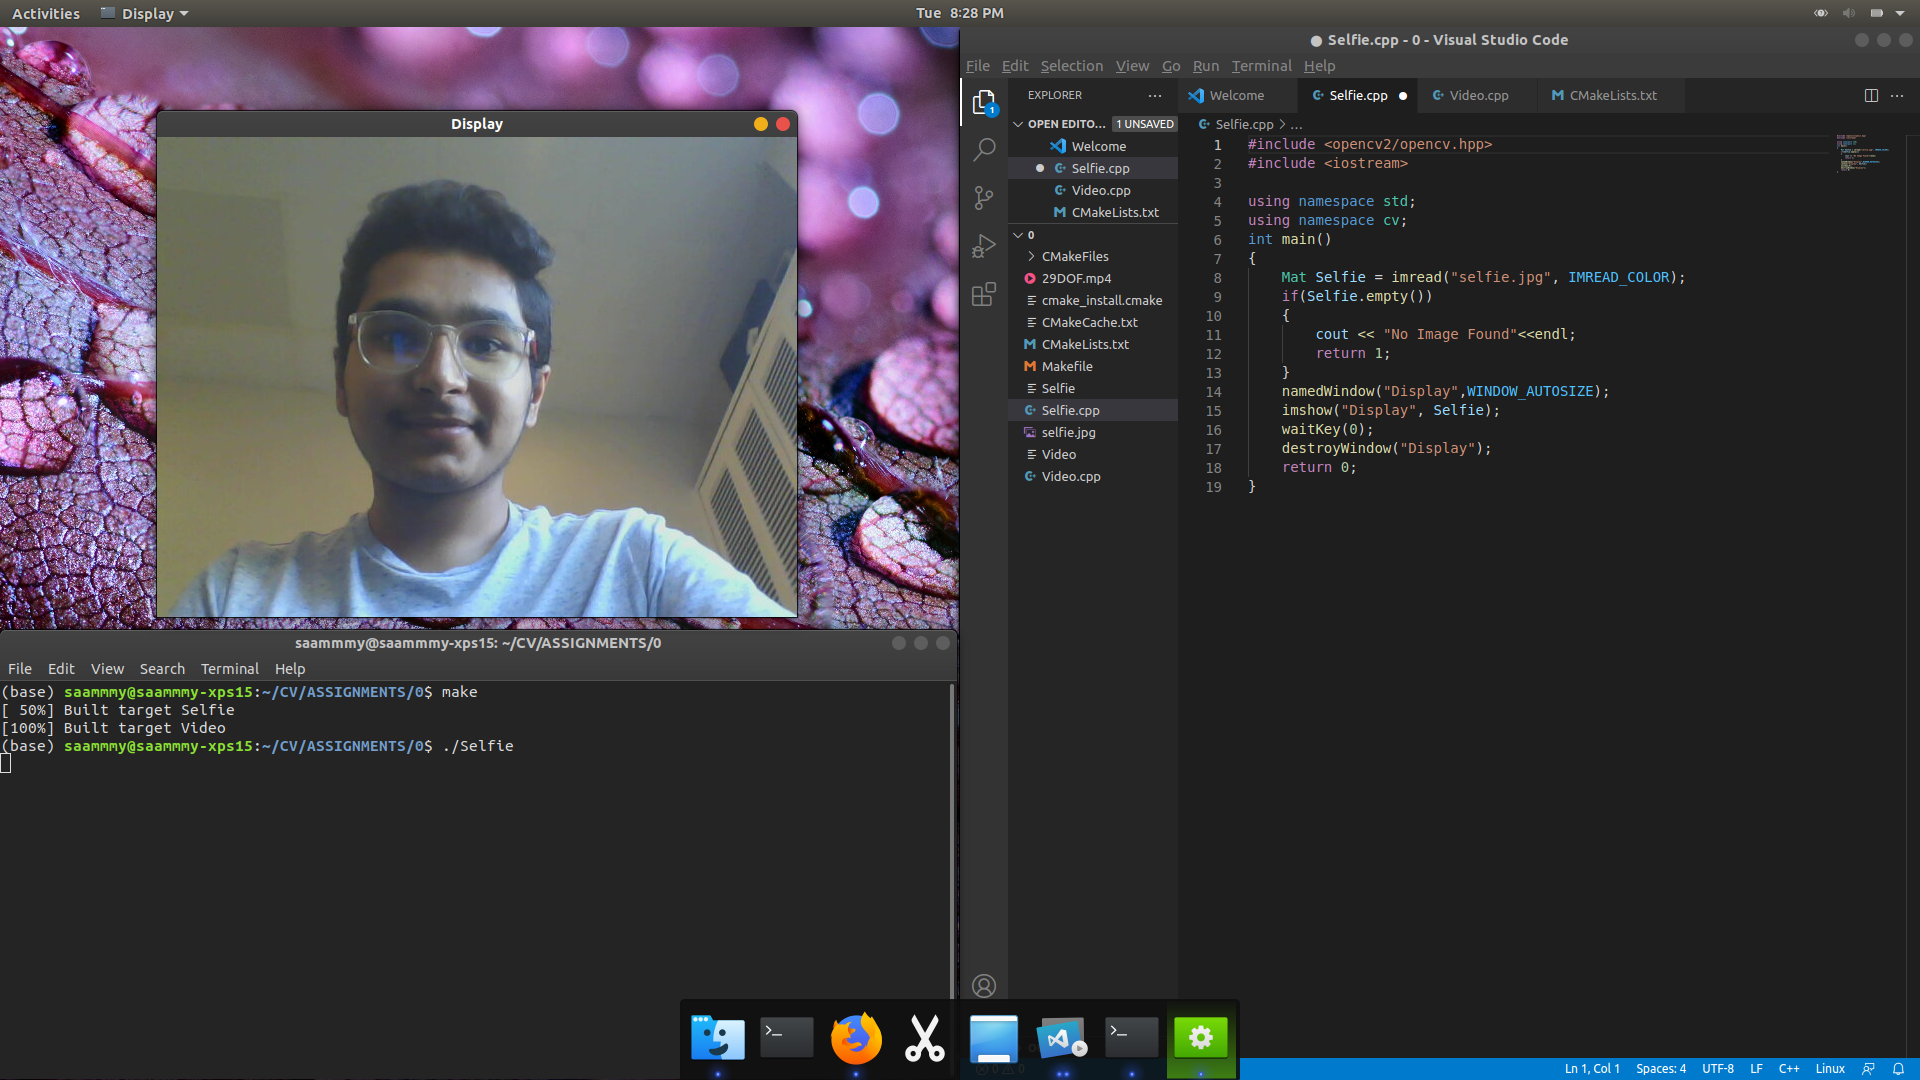 Activities Display Tue 8:28 PM
Display
saammmy@saammmy-xps15: ~/CV/ASSIGNMENTS/0
File Edit View Search Terminal Help
(base) saammmy@saammmy-xps15:~/CV/ASSIGNMENTS/0$ make
[ 50%] Built target Selfie
[100%] Built target Video
(base) saammmy@saammmy-xps15:~/CV/ASSIGNMENTS/0$ ./Selfie
● Selfie.cpp - 0 - Visual Studio Code
File Edit Selection View Go Run Terminal Help
1
EXPLORER
OPEN EDITO... 1 UNSAVED
Welcome
Selfie.cpp
Video.cpp
CMakeLists.txt
0
CMakeFiles
29DOF.mp4
cmake_install.cmake
CMakeCache.txt
CMakeLists.txt
Makefile
Selfie
Selfie.cpp
selfie.jpg
Video
Video.cpp
Welcome Selfie.cpp Video.cpp CMakeLists.txt
Selfie.cpp > ...
1 #include <opencv2/opencv.hpp>
2 #include <iostream>
3
4 using namespace std;
5 using namespace cv;
6 int main()
7 {
8 Mat Selfie = imread("selfie.jpg", IMREAD_COLOR);
9 if(Selfie.empty())
10 {
11 cout << "No Image Found"<<endl;
12 return 1;
13 }
14 namedWindow("Display",WINDOW_AUTOSIZE);
15 imshow("Display", Selfie);
16 waitKey(0);
17 destroyWindow("Display");
18 return 0;
19 }
Ln 1, Col 1 Spaces: 4 UTF-8 LF C++ Linux